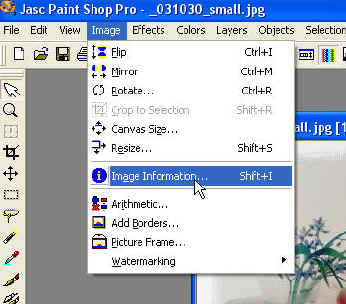 Jasc Paint Shop Pro - _031030_small.jpg
File Edit View Image Effects Colors Layers Objects Selection
Flip Ctrl+I
Mirror Ctrl+M
Rotate... Ctrl+R
Crop to Selection Shift+R
Canvas Size...
Resize... Shift+S
all.jpg [1
Image Information... Shift+I
Arithmetic...
Add Borders...
Picture Frame...
Watermarking